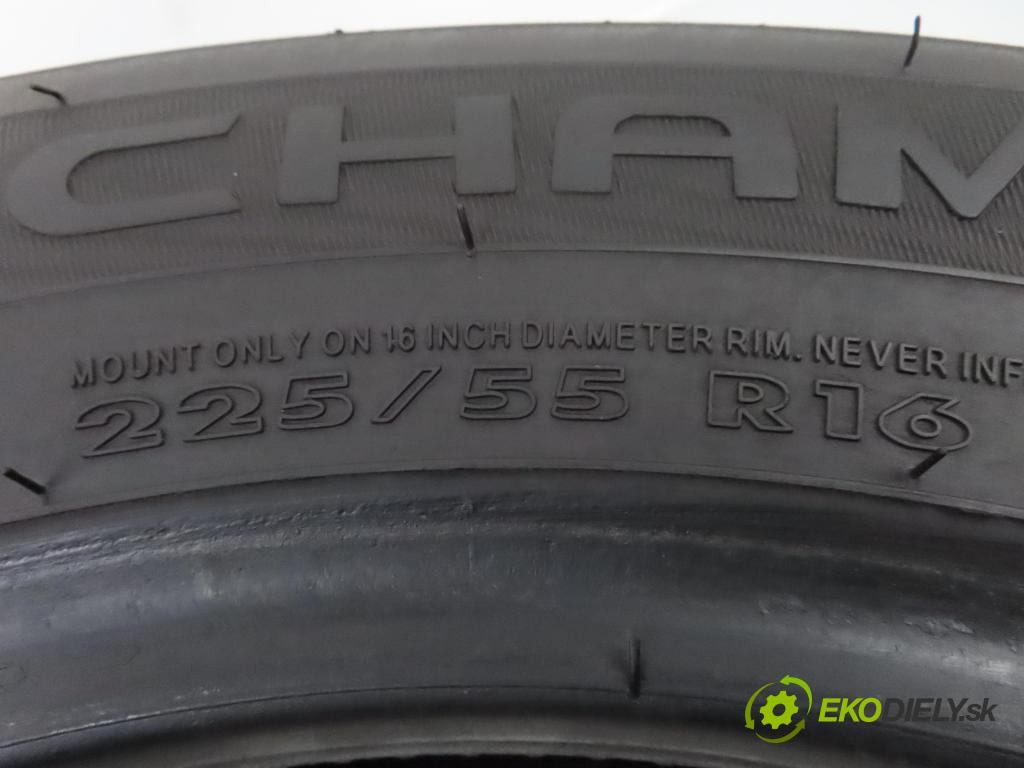 CHAM
MOUNT ONLY ON 16 INCH DIAMETER RIM. NEVER INF
225/55 R16
EKODIELY.sk